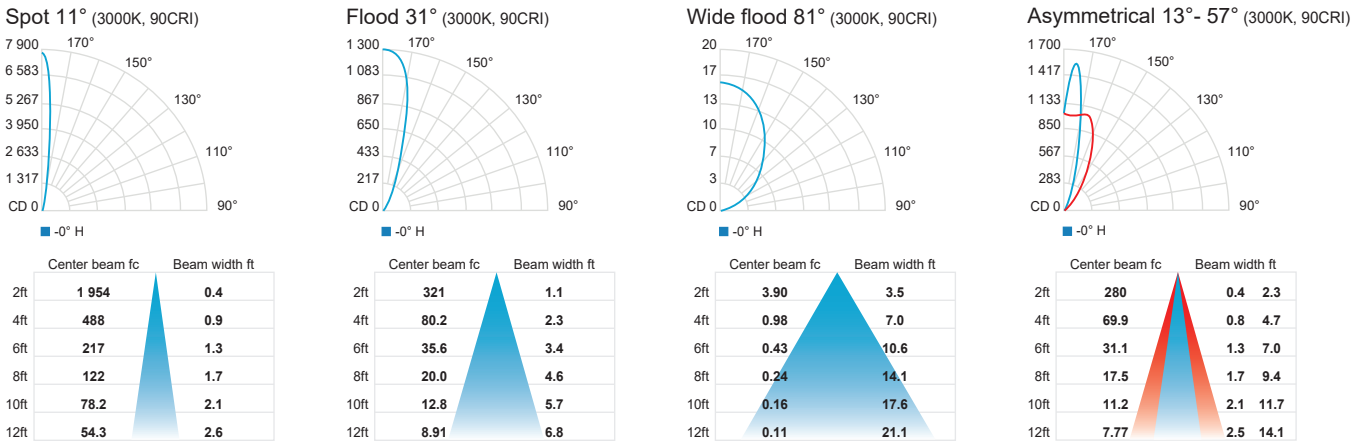 Spot 11° (3000K, 90CRI)
7 900
6 583
5 267
3 950
2 633
1 317
CD 0
170°
150°
130°
110°
90°
-0° H
Center beam fc Beam width ft
2ft 1 954 0.4
4ft 488 0.9
6ft 217 1.3
8ft 122 1.7
10ft 78.2 2.1
12ft 54.3 2.6
Flood 31° (3000K, 90CRI)
1 300
1 083
867
650
433
217
CD 0
170°
150°
130°
110°
90°
-0° H
Center beam fc Beam width ft
2ft 321 1.1
4ft 80.2 2.3
6ft 35.6 3.4
8ft 20.0 4.6
10ft 12.8 5.7
12ft 8.91 6.8
Wide flood 81° (3000K, 90CRI)
20
17
13
10
7
3
CD 0
170°
150°
130°
110°
90°
-0° H
Center beam fc Beam width ft
2ft 3.90 3.5
4ft 0.98 7.0
6ft 0.43 10.6
8ft 0.24 14.1
10ft 0.16 17.6
12ft 0.11 21.1
Asymmetrical 13°- 57° (3000K, 90CRI)
1 700
1 417
1 133
850
567
283
CD 0
170°
150°
130°
110°
90°
-0° H
Center beam fc Beam width ft
2ft 280 0.4 2.3
4ft 69.9 0.8 4.7
6ft 31.1 1.3 7.0
8ft 17.5 1.7 9.4
10ft 11.2 2.1 11.7
12ft 7.77 2.5 14.1